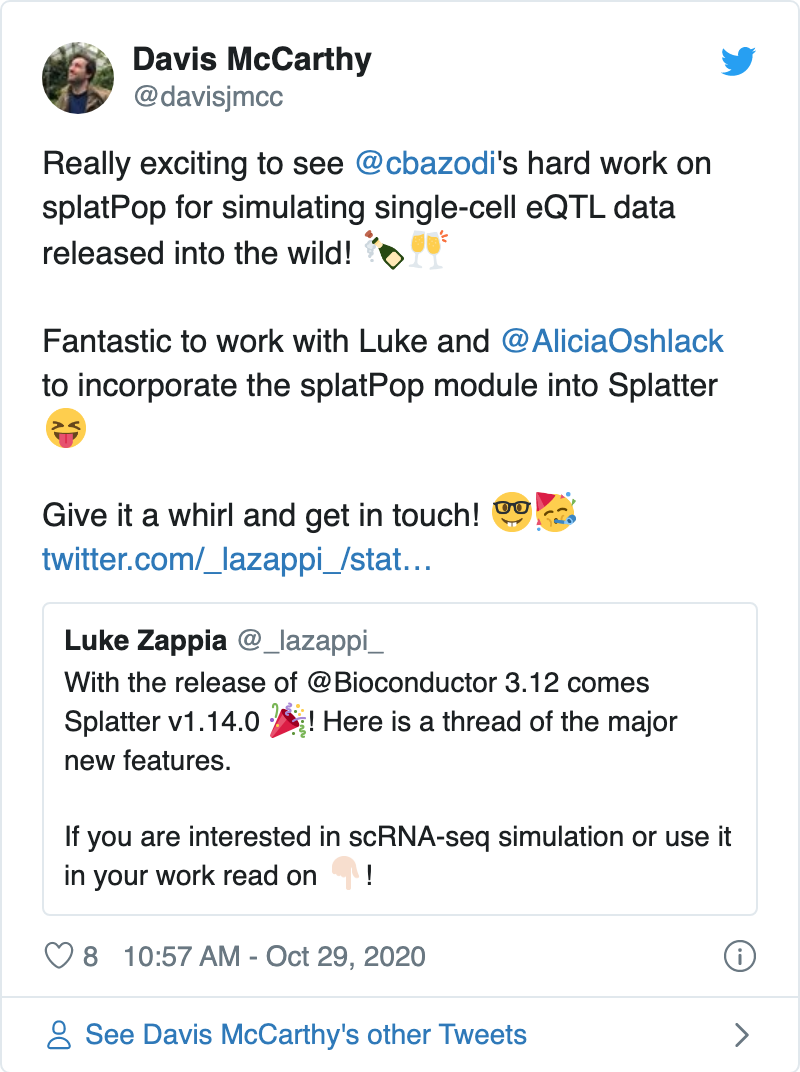 Davis McCarthy
@davisjmcc
Really exciting to see @cbazodi's hard work on
splatPop for simulating single-cell eQTL data
released into the wild! 🍾🥂
Fantastic to work with Luke and @AliciaOshlack
to incorporate the splatPop module into Splatter
😝
Give it a whirl and get in touch! 🤓🥳
twitter.com/_lazappi_/stat…
Luke Zappia @_lazappi_
With the release of @Bioconductor 3.12 comes
Splatter v1.14.0 🎉! Here is a thread of the major
new features.
If you are interested in scRNA-seq simulation or use it
in your work read on 👇🏻!
8 10:57 AM - Oct 29, 2020
See Davis McCarthy's other Tweets